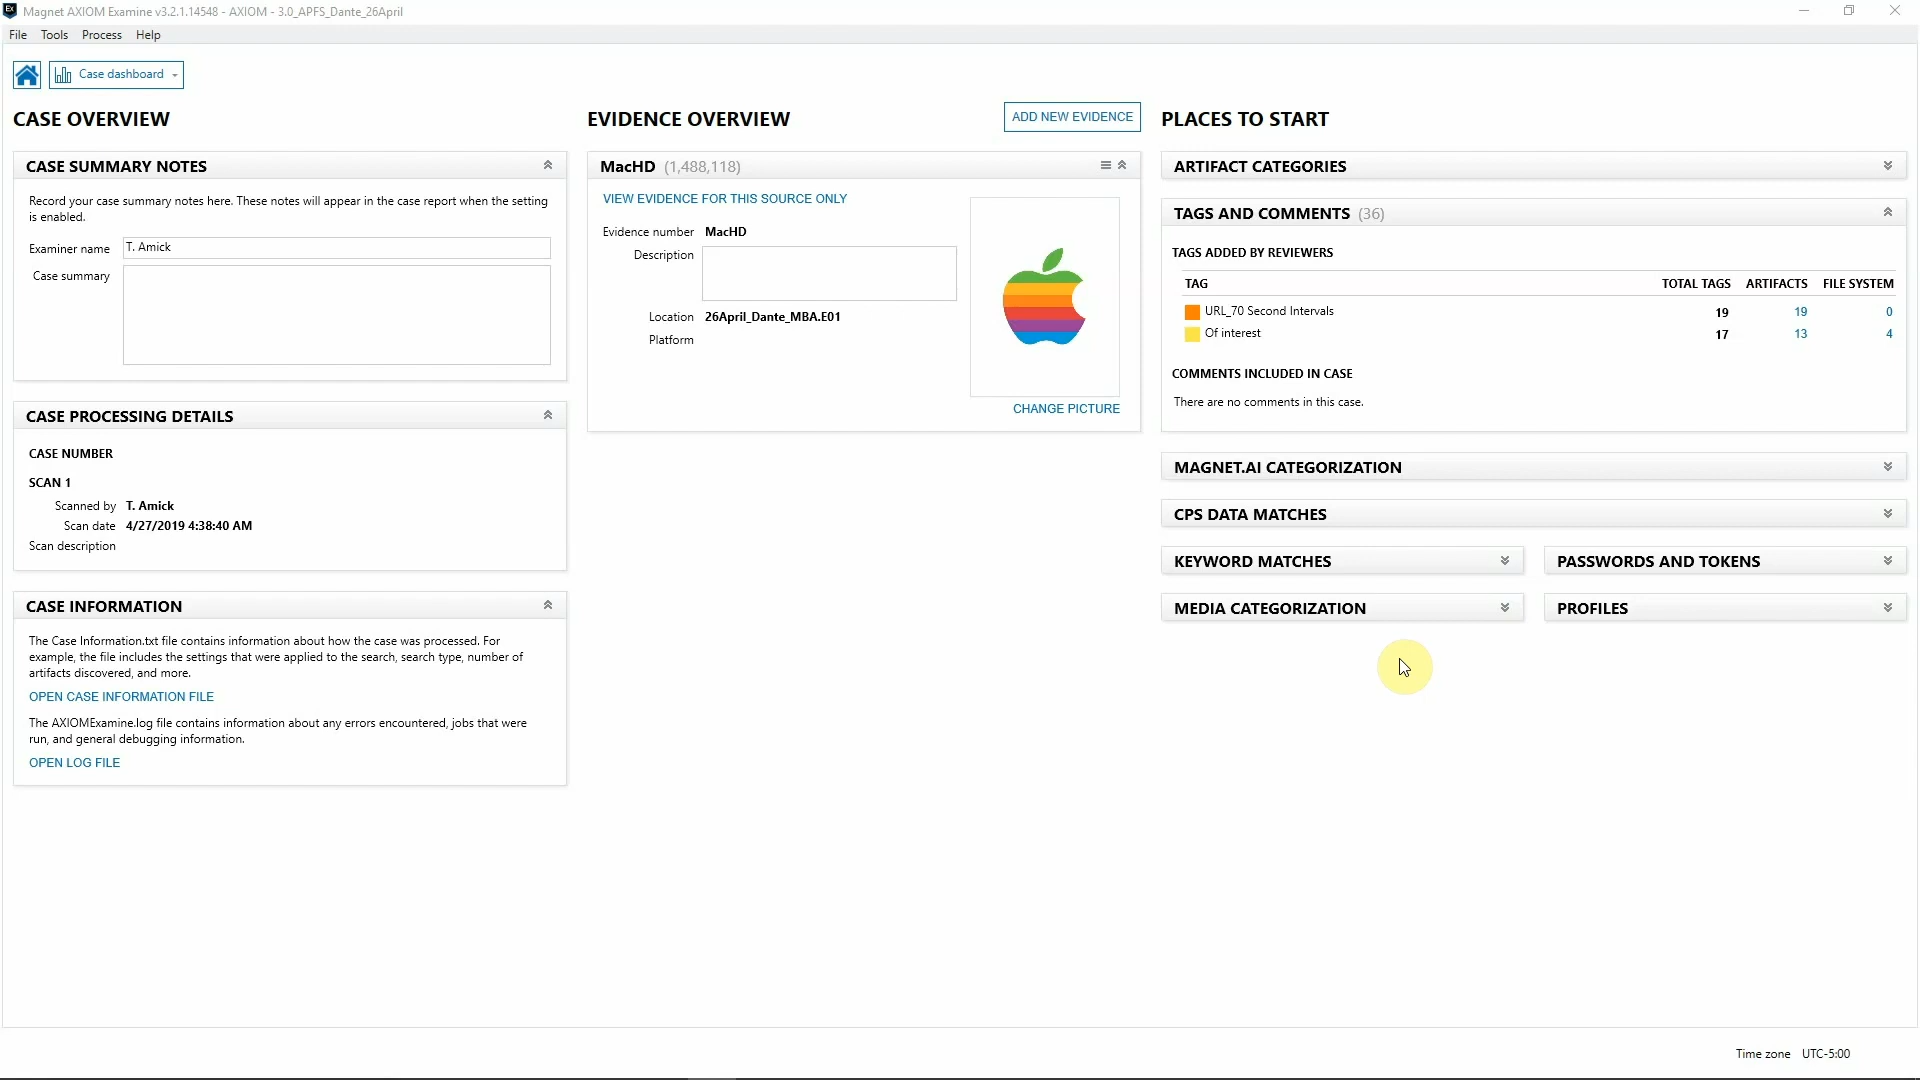 Magnet AXIOM Examine v3.2.1.14548 - AXIOM - 3.0_APFS_Dante_26April
File Tools Process Help
Case dashboard
CASE OVERVIEW
CASE SUMMARY NOTES
Record your case summary notes here. These notes will appear in the case report when the setting
is enabled.
Examiner name T. Amick
Case summary
CASE PROCESSING DETAILS
CASE NUMBER
SCAN 1
Scanned by T. Amick
Scan date 4/27/2019 4:38:40 AM
Scan description
CASE INFORMATION
The Case Information.txt file contains information about how the case was processed. For
example, the file includes the settings that were applied to the search, search type, number of
artifacts discovered, and more.
OPEN CASE INFORMATION FILE
The AXIOMExamine.log file contains information about any errors encountered, jobs that were
run, and general debugging information.
OPEN LOG FILE
EVIDENCE OVERVIEW
ADD NEW EVIDENCE
MacHD (1,488,118)
VIEW EVIDENCE FOR THIS SOURCE ONLY
Evidence number MacHD
Description
Location 26April_Dante_MBA.E01
Platform
CHANGE PICTURE
PLACES TO START
ARTIFACT CATEGORIES
TAGS AND COMMENTS (36)
TAGS ADDED BY REVIEWERS
TAG TOTAL TAGS ARTIFACTS FILE SYSTEM
URL_70 Second Intervals 19 19 0
Of interest 17 13 4
COMMENTS INCLUDED IN CASE
There are no comments in this case.
MAGNET.AI CATEGORIZATION
CPS DATA MATCHES
KEYWORD MATCHES
PASSWORDS AND TOKENS
MEDIA CATEGORIZATION
PROFILES
Time zone UTC-5:00